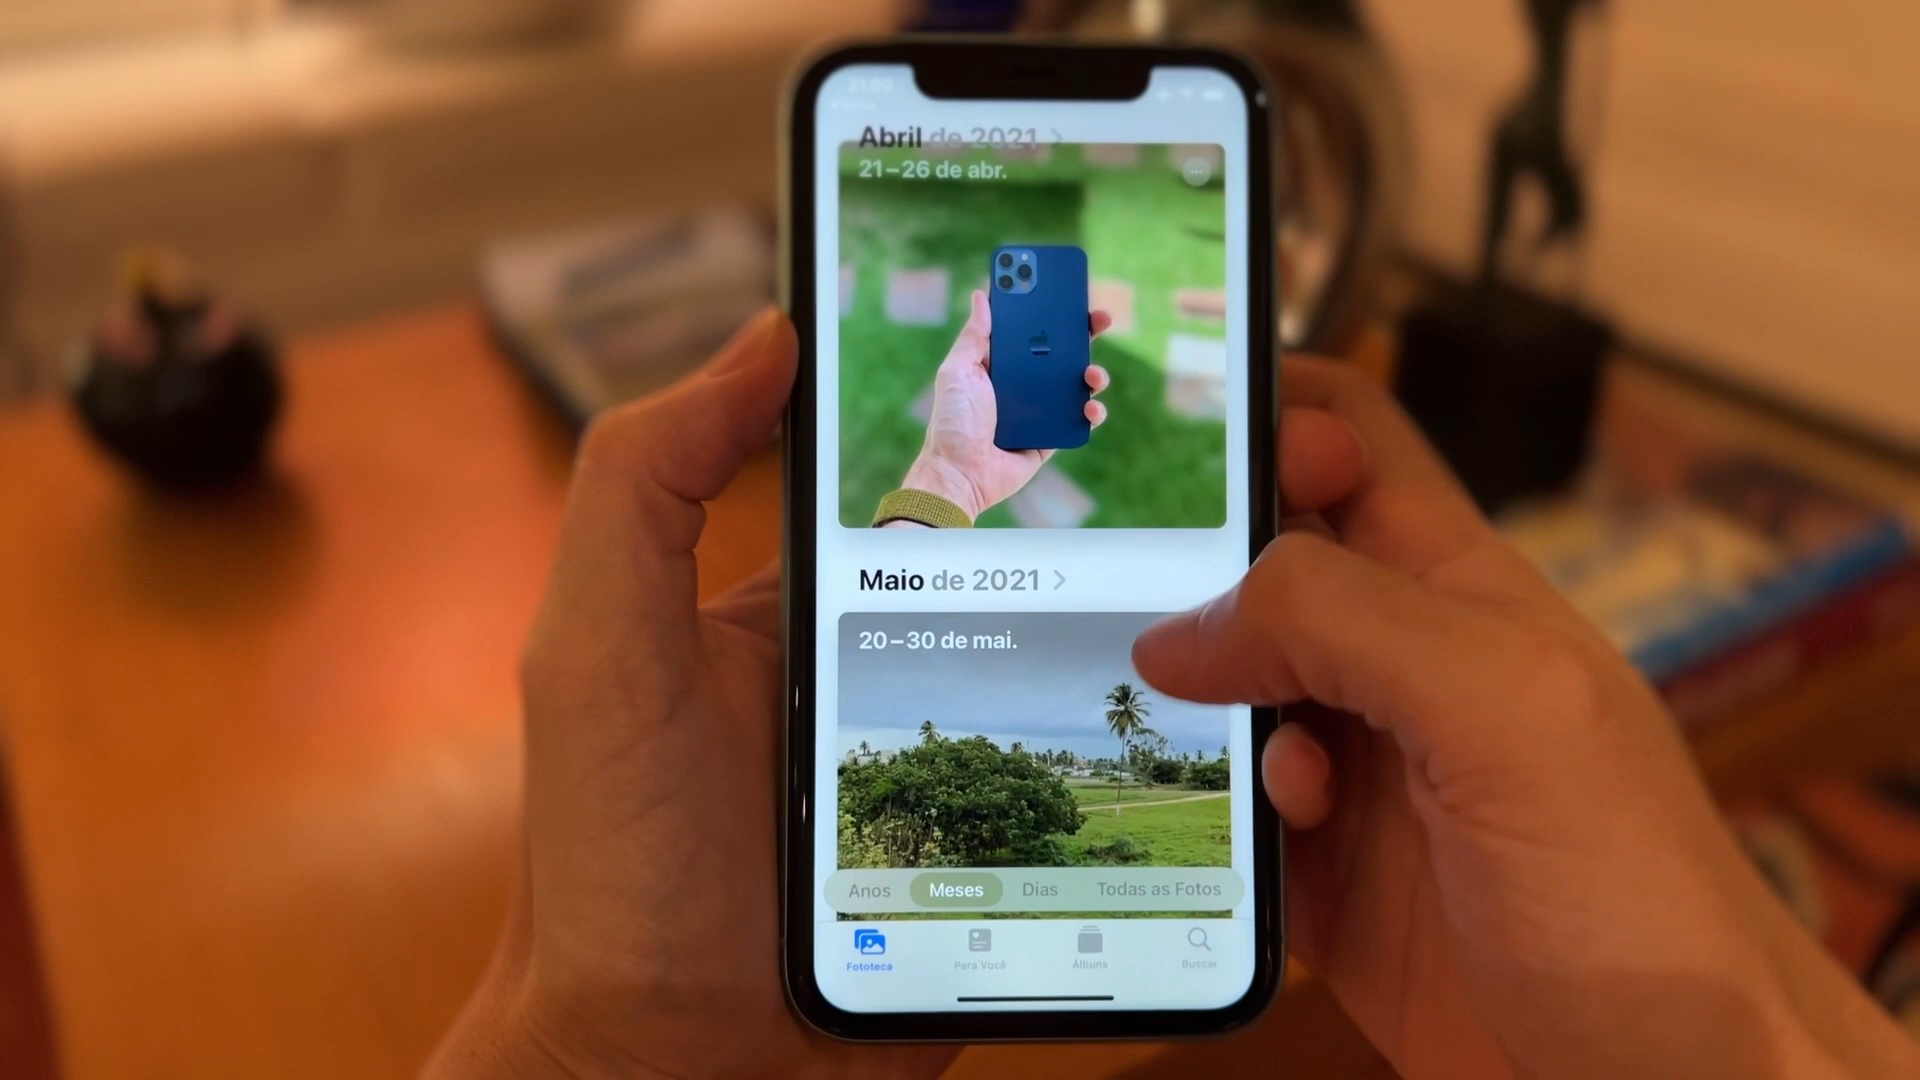 Abril de 2021 >
21–26 de abr.
Maio de 2021 >
20–30 de mai.
Anos Meses Dias Todas as Fotos
Fototeca Para Você Álbuns Buscar